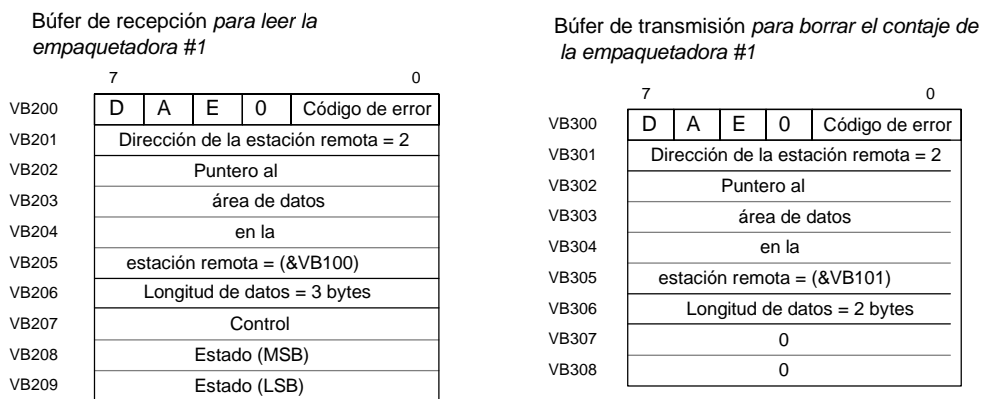 Búfer de recepción para leer la
empaquetadora #1
7 0
VB200 D A E 0 Código de error
VB201 Dirección de la estación remota = 2
VB202 Puntero al
VB203 área de datos
VB204 en la
VB205 estación remota = (&VB100)
VB206 Longitud de datos = 3 bytes
VB207 Control
VB208 Estado (MSB)
VB209 Estado (LSB)
Búfer de transmisión para borrar el contaje de
la empaquetadora #1
7 0
VB300 D A E 0 Código de error
VB301 Dirección de la estación remota = 2
VB302 Puntero al
VB303 área de datos
VB304 en la
VB305 estación remota = (&VB101)
VB306 Longitud de datos = 2 bytes
VB307 0
VB308 0